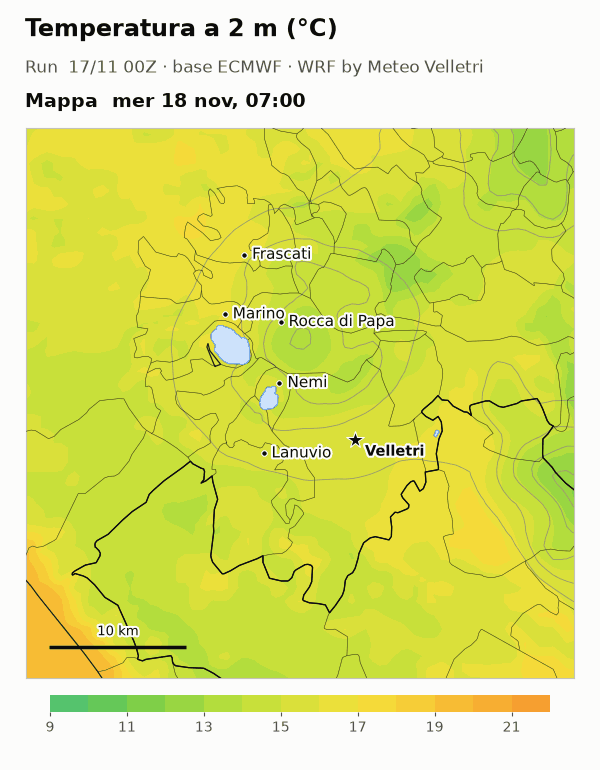 Temperatura a 2 m (°C)
Run 17/11 00Z · base ECMWF · WRF by Meteo Velletri
Mappa mer 18 nov, 07:00
Frascati
Marino
Rocca di Papa
Nemi
Velletri
Lanuvio
10 km
9 11 13 15 17 19 21